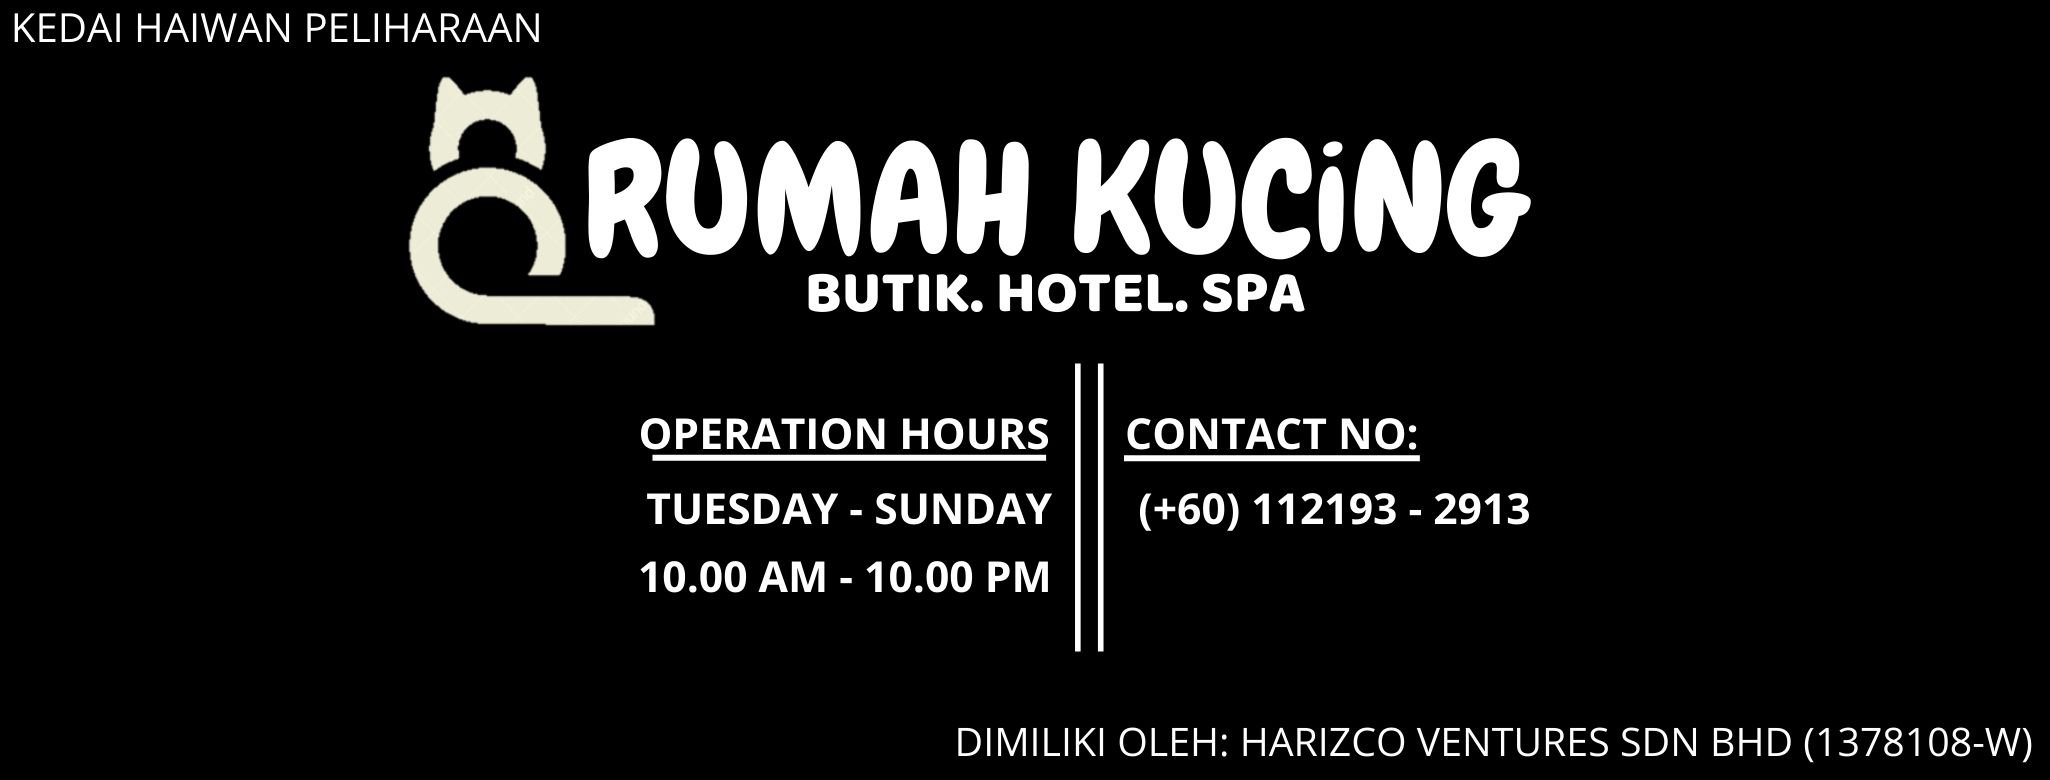 KEDAI HAIWAN PELIHARAAN
RUMAH KUCiNG
BUTIK. HOTEL. SPA
OPERATION HOURS
TUESDAY - SUNDAY
10.00 AM - 10.00 PM
CONTACT NO:
(+60) 112193 - 2913
DIMILIKI OLEH: HARIZCO VENTURES SDN BHD (1378108-W)